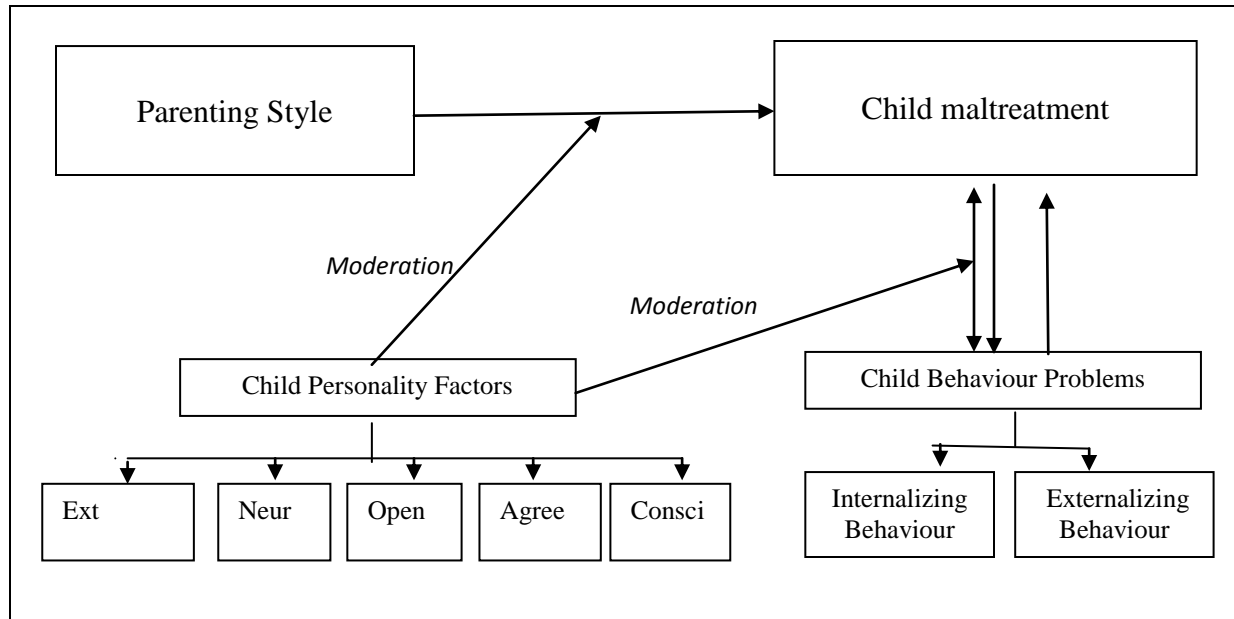 Parenting Style
Child maltreatment
Moderation
Moderation
Child Personality Factors
Child Behaviour Problems
Ext
Neur
Open
Agree
Consci
Internalizing
Behaviour
Externalizing
Behaviour